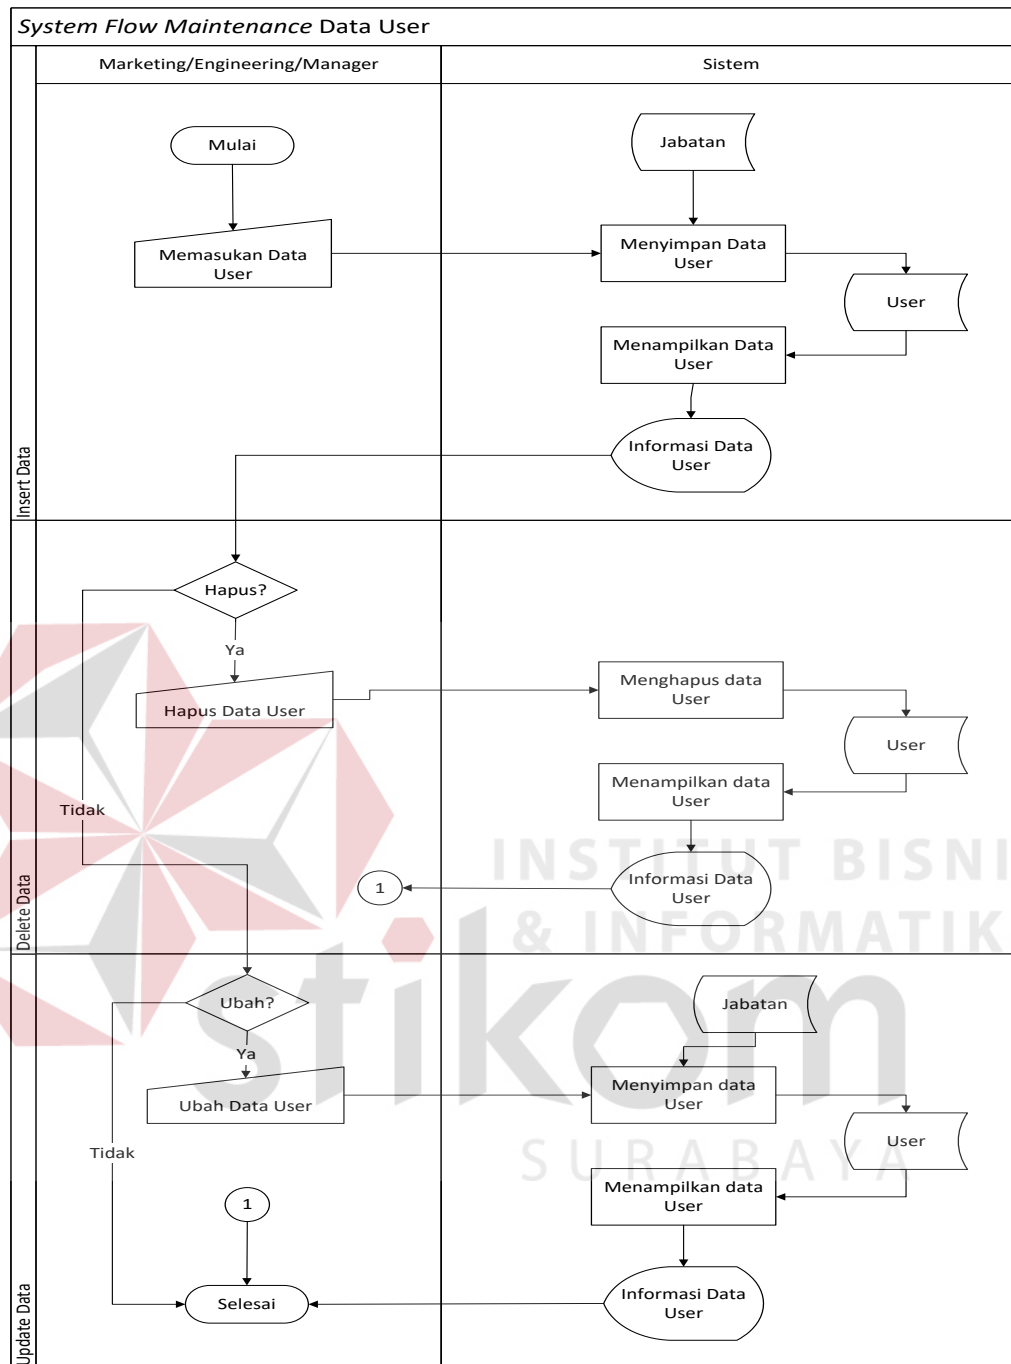 System Flow Maintenance Data User
Marketing/Engineering/Manager
Sistem
Insert Data
Mulai
Jabatan
Memasukan Data
User
Menyimpan Data
User
User
Menampilkan Data
User
Informasi Data
User
Delete Data
Hapus?
Ya
Hapus Data User
Menghapus data
User
User
Menampilkan data
User
Tidak
Informasi Data
User
1
INSTITUT BISNI
& INFORMATIK
stikom
SURABAYA
Update Data
Ubah?
Jabatan
Ya
Ubah Data User
Menyimpan data
User
User
Tidak
Menampilkan data
User
1
Selesai
Informasi Data
User